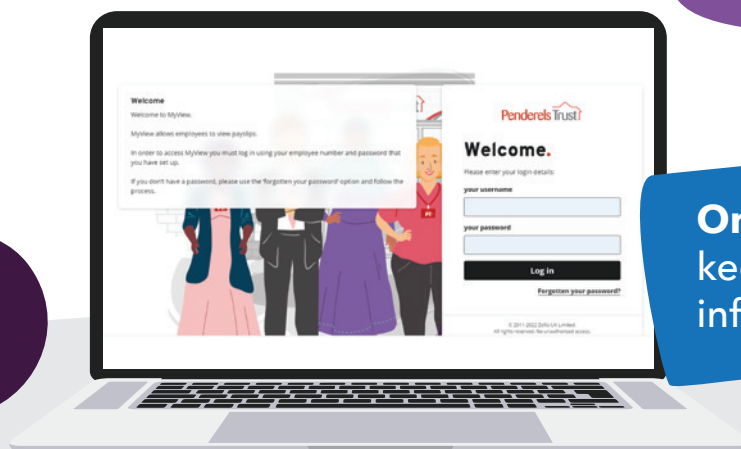 Welcome
Welcome to MyView.
MyView allows employees to view payslips.
In order to access MyView you must log in using your employee number and password that
you have set up.
If you don't have a password, please use the 'forgotten your password' option and follow the
process.
Penderels Trust
Welcome.
Please enter your login details:
your username
your password
Log in
Forgotten your password?
© 2011-2022 Zellis UK Limited.
All rights reserved. No unauthorised access.